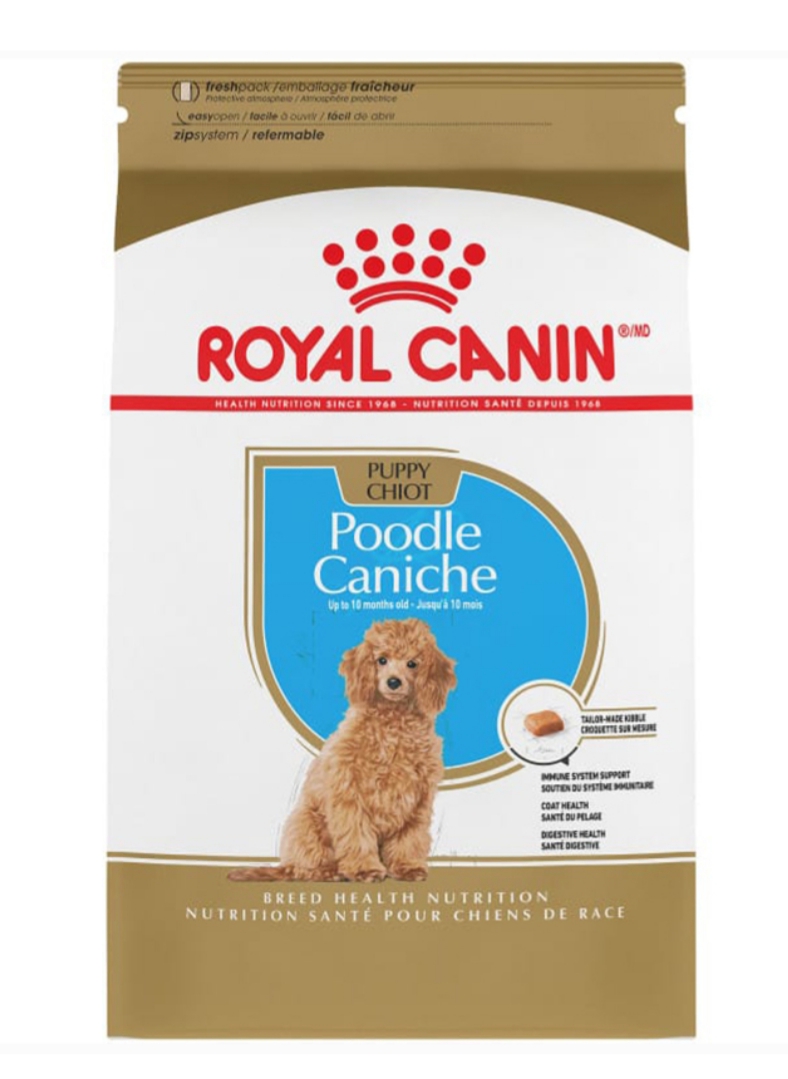 freshpack / emballage fraîcheur
Protective atmosphere / Atmosphère protectrice
easyopen / facile à ouvrir / fácil de abrir
zipsystem / refermable
ROYAL CANIN®/MD
HEALTH NUTRITION SINCE 1968 - NUTRITION SANTÉ DEPUIS 1968
PUPPY
CHIOT
Poodle
Caniche
Up to 10 months old - Jusqu'à 10 mois
TAILOR-MADE KIBBLE
CROQUETTE SUR MESURE
IMMUNE SYSTEM SUPPORT
SOUTIEN DU SYSTÈME IMMUNITAIRE
COAT HEALTH
SANTÉ DU PELAGE
DIGESTIVE HEALTH
SANTÉ DIGESTIVE
BREED HEALTH NUTRITION
NUTRITION SANTÉ POUR CHIENS DE RACE